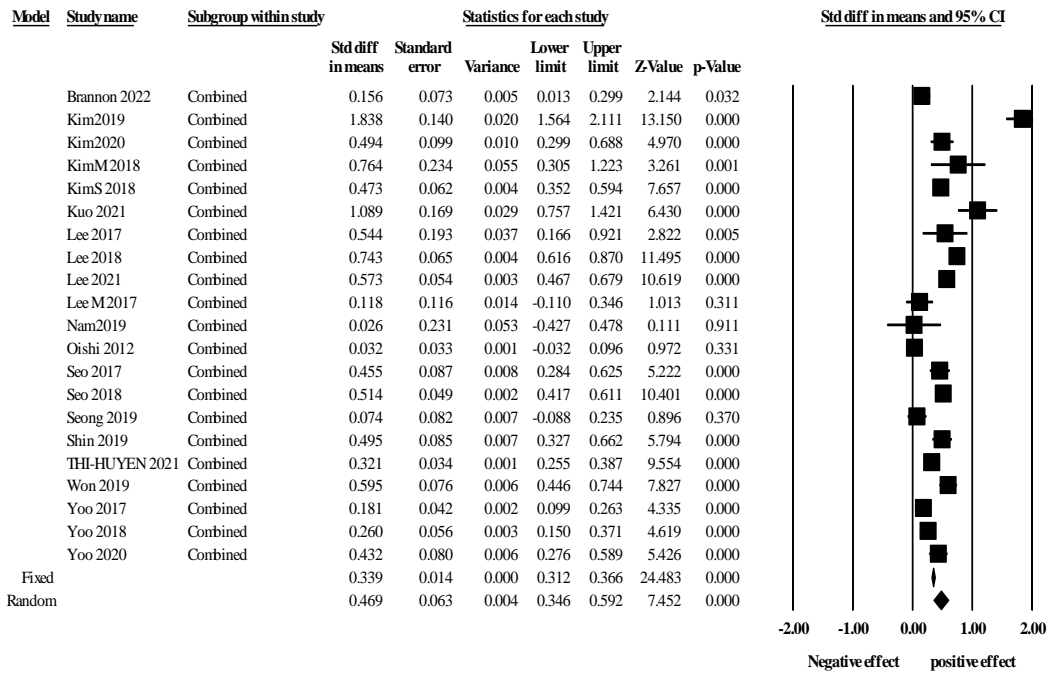 Model Study name Subgroup within study Statistics for each study Std diff in means and 95% CI
Std diff Standard Lower Upper
in means error Variance limit limit Z-Value p-Value
Brannon 2022 Combined 0.156 0.073 0.005 0.013 0.299 2.144 0.032
Kim2019 Combined 1.838 0.140 0.020 1.564 2.111 13.150 0.000
Kim2020 Combined 0.494 0.099 0.010 0.299 0.688 4.970 0.000
KimM2018 Combined 0.764 0.234 0.055 0.305 1.223 3.261 0.001
KimS 2018 Combined 0.473 0.062 0.004 0.352 0.594 7.657 0.000
Kuo 2021 Combined 1.089 0.169 0.029 0.757 1.421 6.430 0.000
Lee 2017 Combined 0.544 0.193 0.037 0.166 0.921 2.822 0.005
Lee 2018 Combined 0.743 0.065 0.004 0.616 0.870 11.495 0.000
Lee 2021 Combined 0.573 0.054 0.003 0.467 0.679 10.619 0.000
Lee M2017 Combined 0.118 0.116 0.014 -0.110 0.346 1.013 0.311
Nam2019 Combined 0.026 0.231 0.053 -0.427 0.478 0.111 0.911
Oishi 2012 Combined 0.032 0.033 0.001 -0.032 0.096 0.972 0.331
Seo 2017 Combined 0.455 0.087 0.008 0.284 0.625 5.222 0.000
Seo 2018 Combined 0.514 0.049 0.002 0.417 0.611 10.401 0.000
Seong 2019 Combined 0.074 0.082 0.007 -0.088 0.235 0.896 0.370
Shin 2019 Combined 0.495 0.085 0.007 0.327 0.662 5.794 0.000
THI-HUYEN 2021 Combined 0.321 0.034 0.001 0.255 0.387 9.554 0.000
Won 2019 Combined 0.595 0.076 0.006 0.446 0.744 7.827 0.000
Yoo 2017 Combined 0.181 0.042 0.002 0.099 0.263 4.335 0.000
Yoo 2018 Combined 0.260 0.056 0.003 0.150 0.371 4.619 0.000
Yoo 2020 Combined 0.432 0.080 0.006 0.276 0.589 5.426 0.000
Fixed 0.339 0.014 0.000 0.312 0.366 24.483 0.000
Random 0.469 0.063 0.004 0.346 0.592 7.452 0.000
-2.00 -1.00 0.00 1.00 2.00
Negative effect positive effect